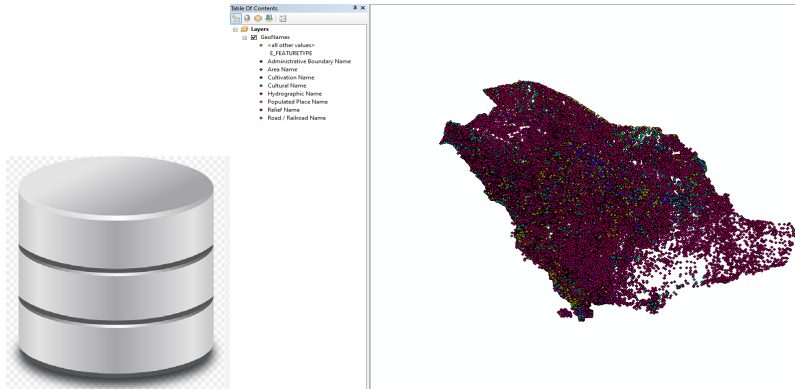 Table Of Contents
Layers
GeoNames
<all other values>
E_FEATURETYPE
Administrative Boundary Name
Area Name
Cultivation Name
Cultural Name
Hydrographic Name
Populated Place Name
Relief Name
Road / Railroad Name